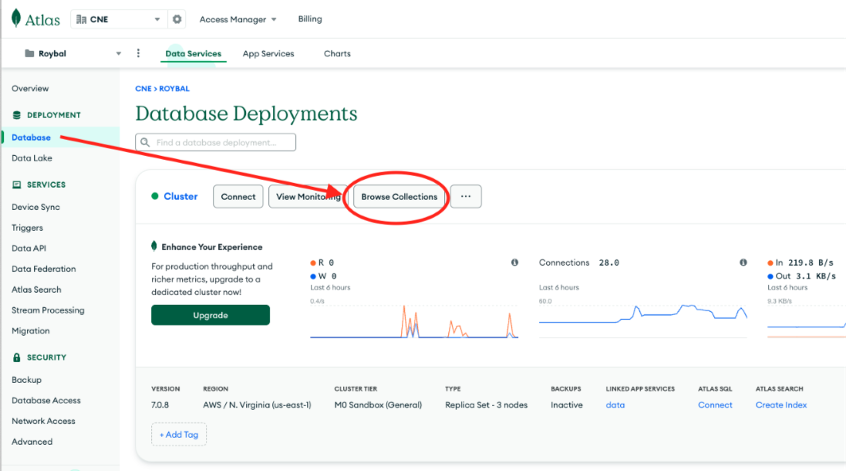 Atlas CNE Access Manager Billing
Roybal Data Services App Services Charts
Overview
DEPLOYMENT
Database
Data Lake
SERVICES
Device Sync
Triggers
Data API
Data Federation
Atlas Search
Stream Processing
Migration
SECURITY
Backup
Database Access
Network Access
Advanced
CNE > ROYBAL
Database Deployments
Find a database deployment...
Cluster Connect View Monitoring Browse Collections ...
Enhance Your Experience
For production throughput and
richer metrics, upgrade to a
dedicated cluster now!
Upgrade
R 0
W 0
Last 6 hours
0.4/s
Connections 28.0
Last 6 hours
60.0
In 219.8 B/s
Out 3.1 KB/s
Last 6 hours
9.3 KB/s
VERSION REGION CLUSTER TIER TYPE BACKUPS LINKED APP SERVICES ATLAS SQL ATLAS SEARCH
7.0.8 AWS / N. Virginia (us-east-1) M0 Sandbox (General) Replica Set - 3 nodes Inactive data Connect Create Index
+ Add Tag